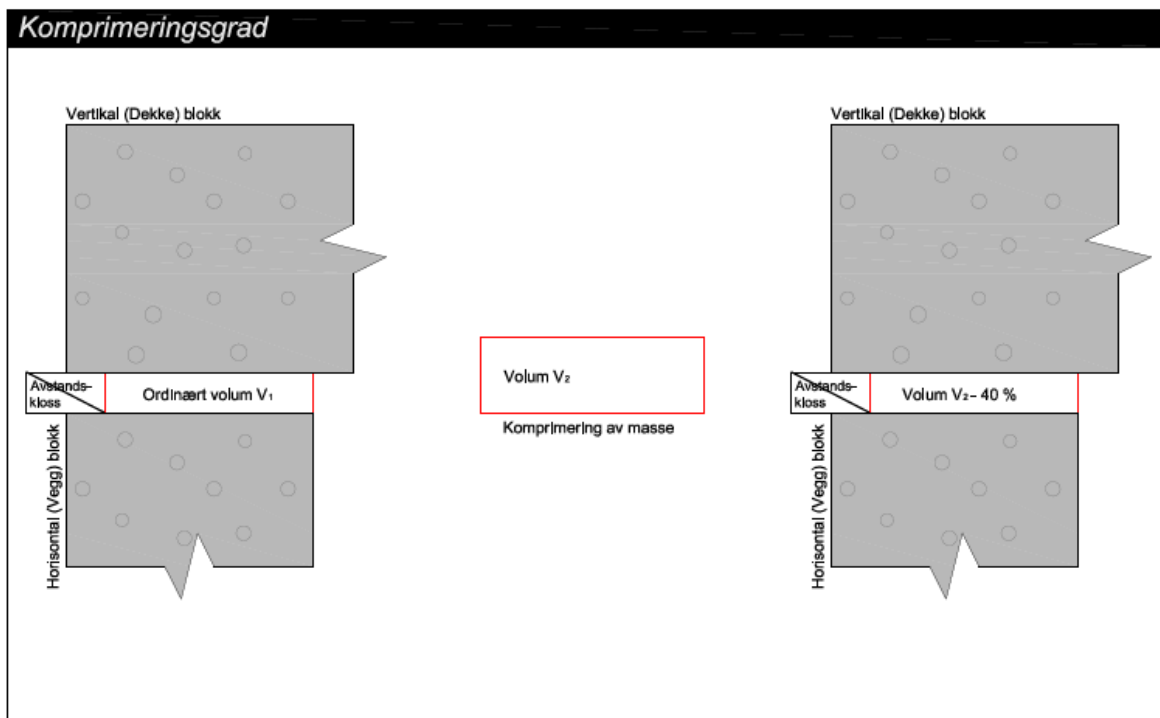 Komprimeringsgrad
Vertikal (Dekke) blokk
Avstands-
kloss
Ordinært volum V₁
Horisontal (Vegg) blokk
Volum V₂
Komprimering av masse
Vertikal (Dekke) blokk
Avstands-
kloss
Volum V₂- 40 %
Horisontal (Vegg) blokk